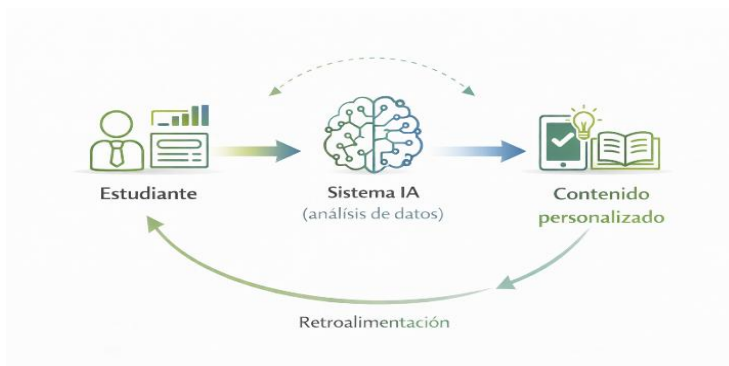 Estudiante
Sistema IA
(análisis de datos)
Contenido
personalizado
Retroalimentación